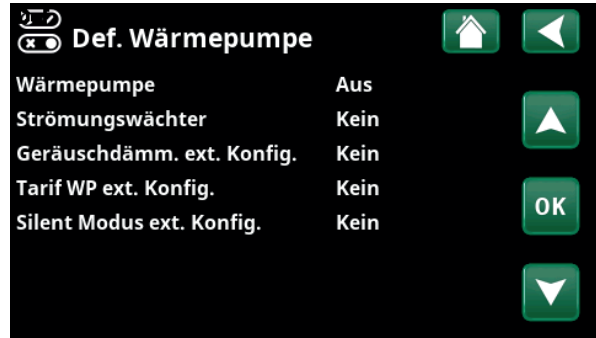 Def. Wärmepumpe
Wärmepumpe Aus
Strömungswächter Kein
Geräuschdämm. ext. Konfig. Kein
Tarif WP ext. Konfig. Kein
Silent Modus ext. Konfig. Kein
OK